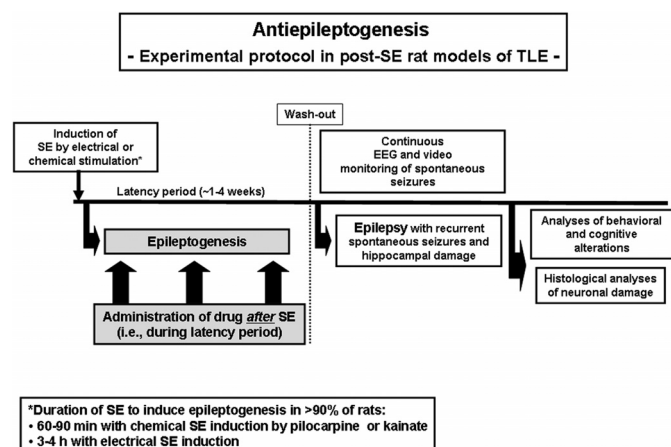 Antiepileptogenesis
- Experimental protocol in post-SE rat models of TLE -
Wash-out
Induction of
SE by electrical or
chemical stimulation*
Continuous
EEG and video
monitoring of spontaneous
seizures
Latency period (~1-4 weeks)
Epileptogenesis
Epilepsy with recurrent
spontaneous seizures and
hippocampal damage
Analyses of behavioral
and cognitive
alterations
Histological analyses
of neuronal damage
Administration of drug after SE
(i.e., during latency period)
*Duration of SE to induce epileptogenesis in >90% of rats:
• 60-90 min with chemical SE induction by pilocarpine or kainate
• 3-4 h with electrical SE induction